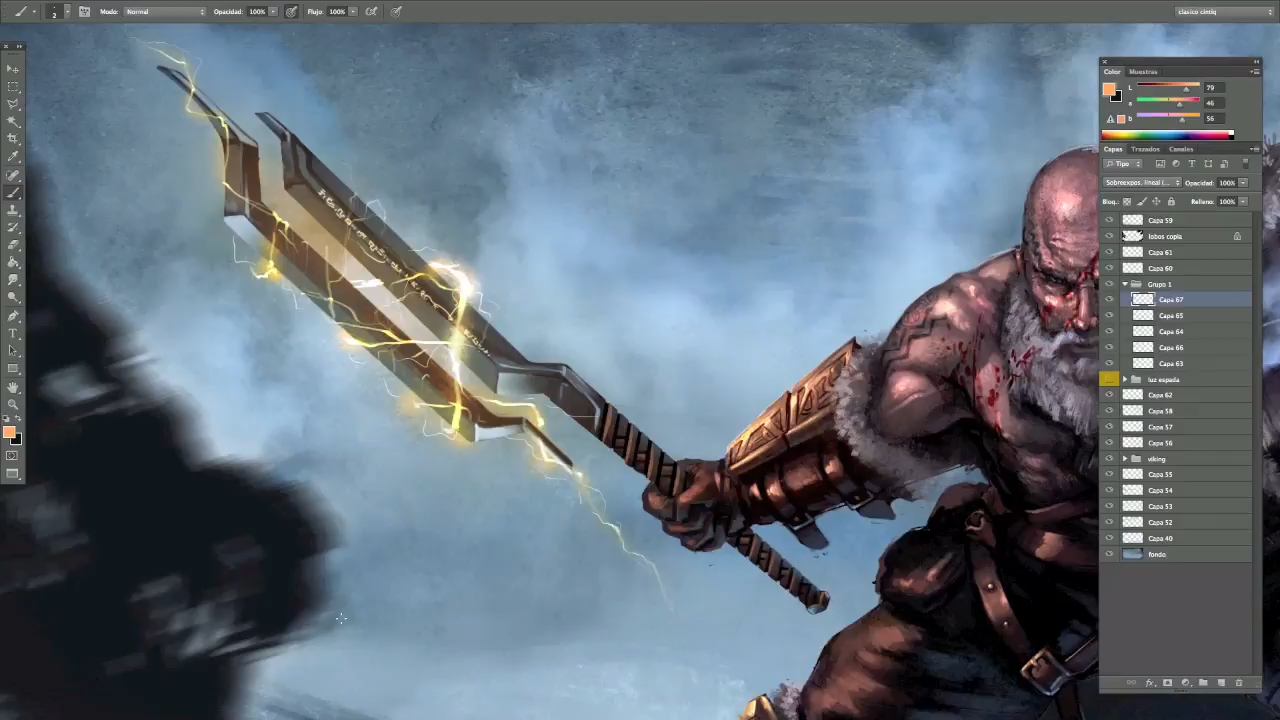 2
Modo: Normal
Opacidad: 100%
Flujo: 100%
clasico cintiq
Color
Muestras
L
79
a
46
b
56
Capas
Trazados
Canales
Tipo
Sobreexpos. lineal (...
Opacidad: 100%
Bloq.:
Relleno: 100%
Capa 59
lobos copia
Capa 61
Capa 60
Grupo 1
Capa 67
Capa 65
Capa 64
Capa 66
Capa 63
luz espada
Capa 62
Capa 58
Capa 57
Capa 56
viking
Capa 55
Capa 54
Capa 53
Capa 52
Capa 40
fondo